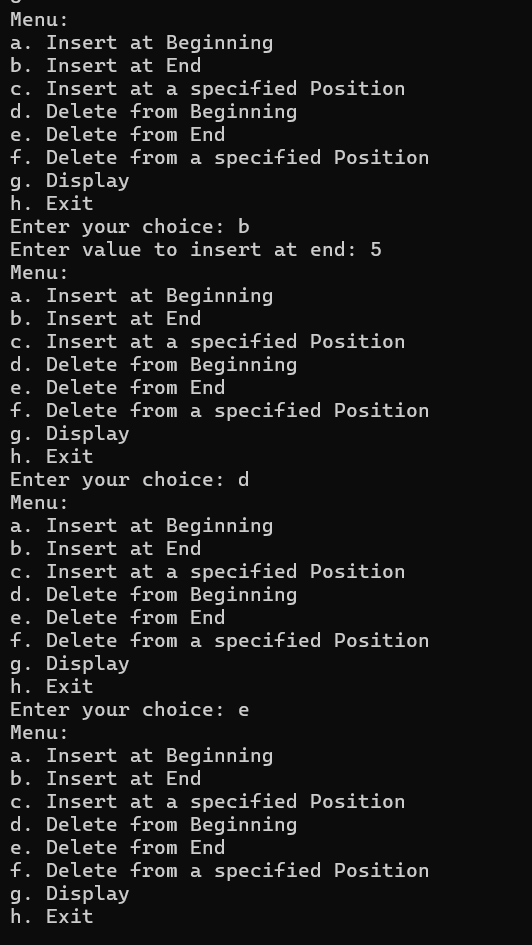 Menu:
a. Insert at Beginning
b. Insert at End
c. Insert at a specified Position
d. Delete from Beginning
e. Delete from End
f. Delete from a specified Position
g. Display
h. Exit
Enter your choice: b
Enter value to insert at end: 5
Menu:
a. Insert at Beginning
b. Insert at End
c. Insert at a specified Position
d. Delete from Beginning
e. Delete from End
f. Delete from a specified Position
g. Display
h. Exit
Enter your choice: d
Menu:
a. Insert at Beginning
b. Insert at End
c. Insert at a specified Position
d. Delete from Beginning
e. Delete from End
f. Delete from a specified Position
g. Display
h. Exit
Enter your choice: e
Menu:
a. Insert at Beginning
b. Insert at End
c. Insert at a specified Position
d. Delete from Beginning
e. Delete from End
f. Delete from a specified Position
g. Display
h. Exit